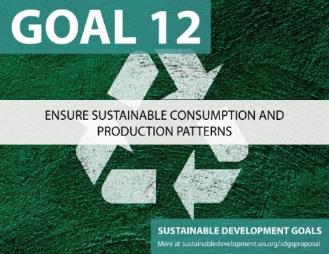 GOAL 12
ENSURE SUSTAINABLE CONSUMPTION AND
PRODUCTION PATTERNS
SUSTAINABLE DEVELOPMENT GOALS
More at sustainabledevelopment.un.org/sdgsproposal